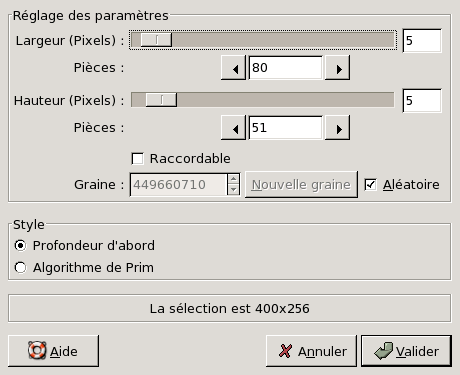 Réglage des paramètres
Largeur (Pixels) : 5
Pièces : 80
Hauteur (Pixels) : 5
Pièces : 51
Raccordable
Graine : 449660710 Nouvelle graine Aléatoire
Style
Profondeur d'abord
Algorithme de Prim
La sélection est 400x256
Aide Annuler Valider